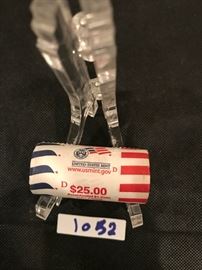 UNITED STATES MINT
www.usmint.gov
D
D
$25.00
1052